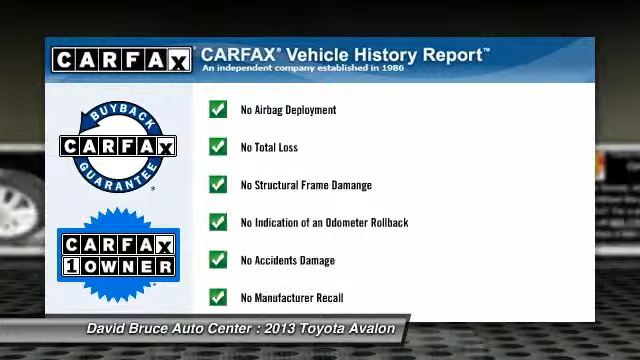 CARFAX® CARFAX® Vehicle History Report™
An independent company established in 1986
BUYBACK
CARFAX
GUARANTEE
CARFAX
1 OWNER
No Airbag Deployment
No Total Loss
No Structural Frame Damange
No Indication of an Odometer Rollback
No Accidents Damage
No Manufacturer Recall
David Bruce Auto Center : 2013 Toyota Avalon